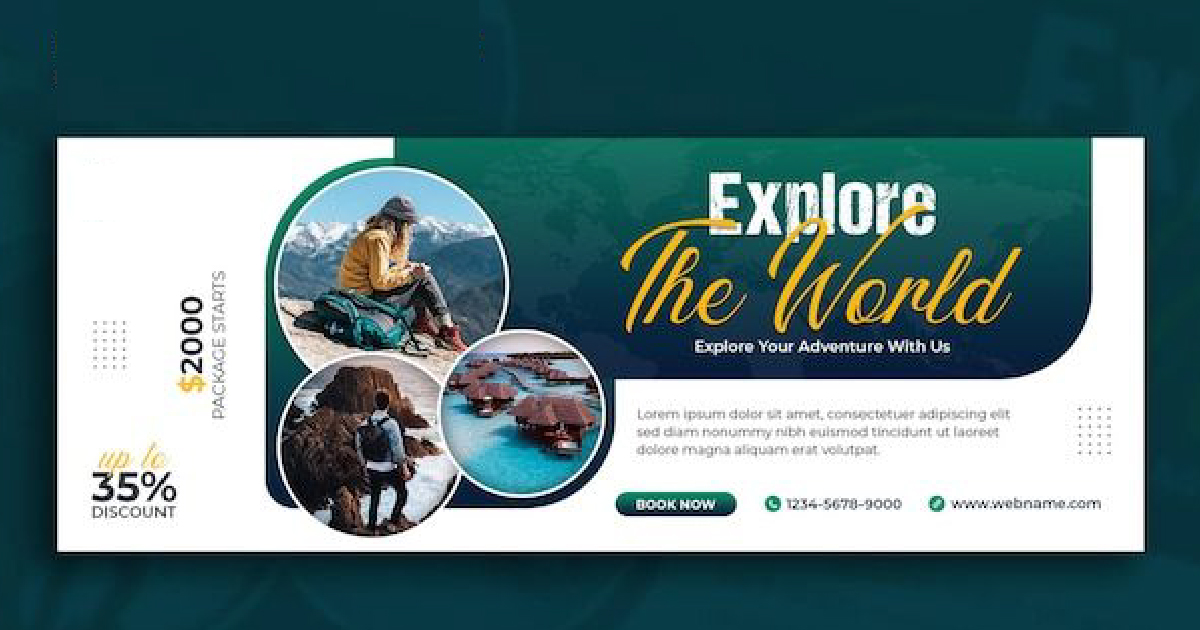 Explore
The World
Explore Your Adventure With Us
$2000
PACKAGE STARTS
up to
35%
DISCOUNT
Lorem ipsum dolor sit amet, consectetuer adipiscing elit
sed diam nonummy nibh euismod tincidunt ut laoreet
dolore magna aliquam erat volutpat.
BOOK NOW
1234-5678-9000
www.webname.com